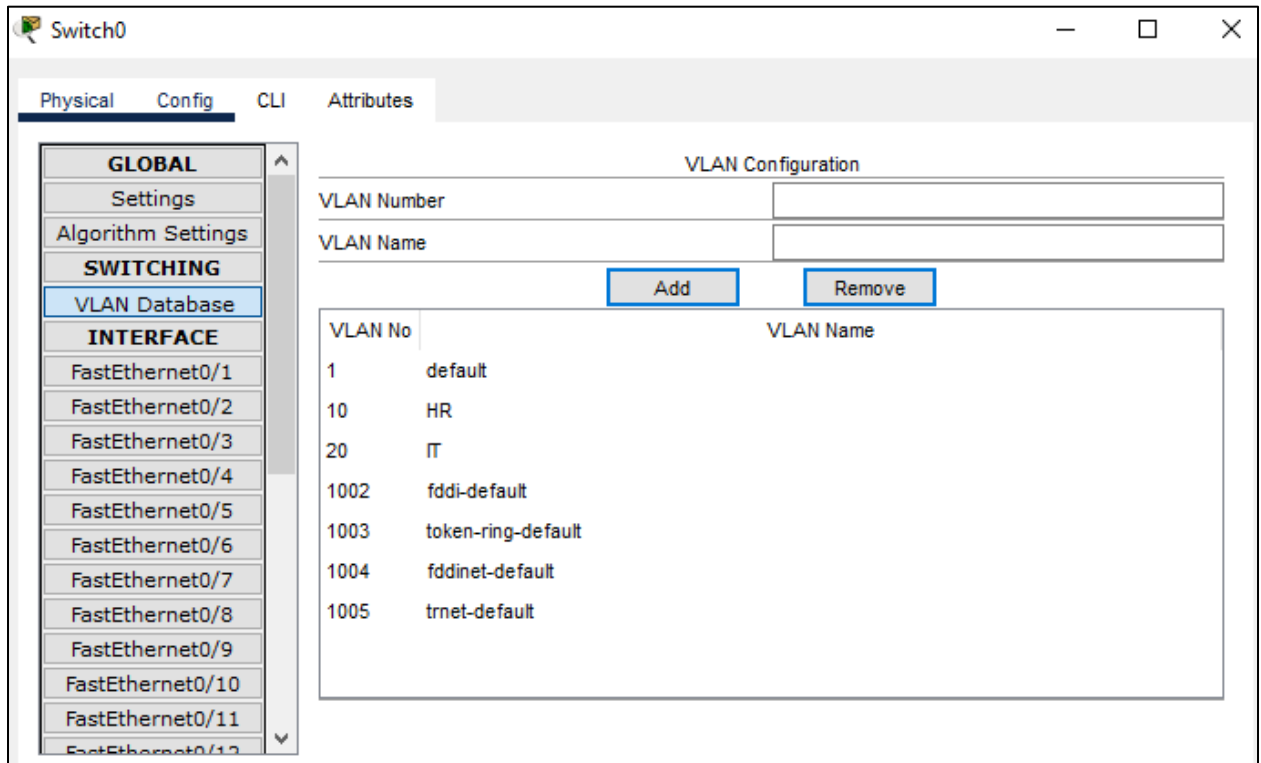 Switch0
Physical Config CLI Attributes
GLOBAL
Settings
Algorithm Settings
SWITCHING
VLAN Database
INTERFACE
FastEthernet0/1
FastEthernet0/2
FastEthernet0/3
FastEthernet0/4
FastEthernet0/5
FastEthernet0/6
FastEthernet0/7
FastEthernet0/8
FastEthernet0/9
FastEthernet0/10
FastEthernet0/11
FastEthernet0/12
VLAN Configuration
VLAN Number
VLAN Name
Add Remove
VLAN No VLAN Name
1 default
10 HR
20 IT
1002 fddi-default
1003 token-ring-default
1004 fddinet-default
1005 trnet-default